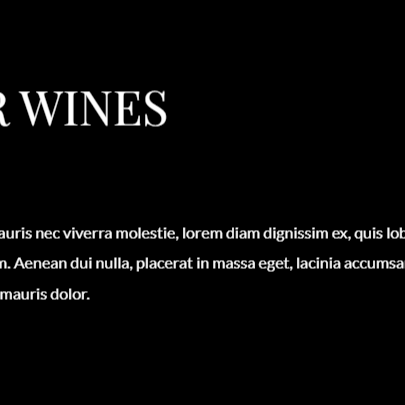 R WINES
auris nec viverra molestie, lorem diam dignissim ex, quis lob
m. Aenean dui nulla, placerat in massa eget, lacinia accumsa
mauris dolor.